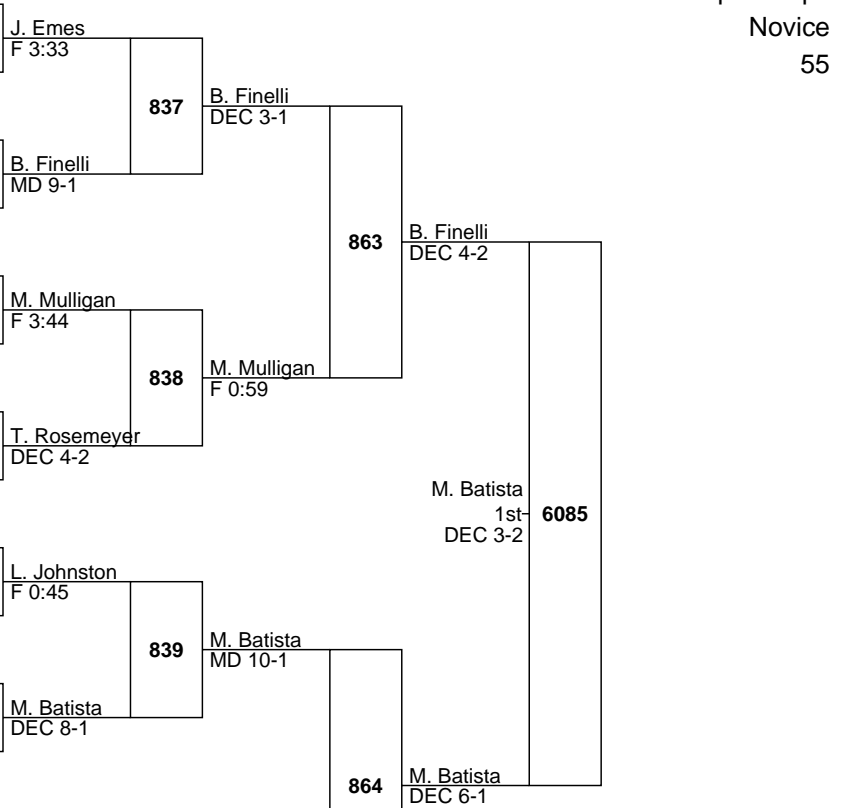 Novice
55
J. Emes
F 3:33
837
B. Finelli
DEC 3-1
B. Finelli
MD 9-1
863
B. Finelli
DEC 4-2
M. Mulligan
F 3:44
838
M. Mulligan
F 0:59
T. Rosemeyer
DEC 4-2
M. Batista
1st
DEC 3-2
6085
L. Johnston
F 0:45
839
M. Batista
MD 10-1
M. Batista
DEC 8-1
864
M. Batista
DEC 6-1